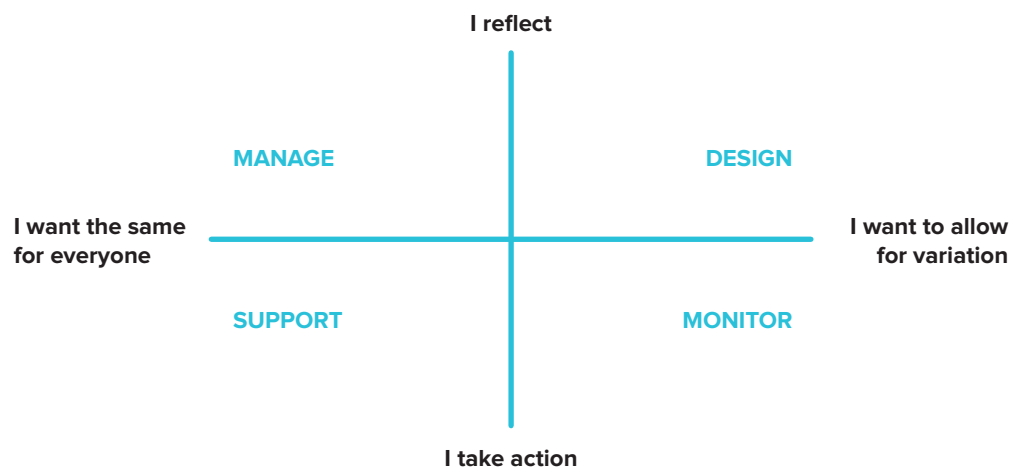 I reflect
MANAGE
DESIGN
I want the same
for everyone
I want to allow
for variation
SUPPORT
MONITOR
I take action